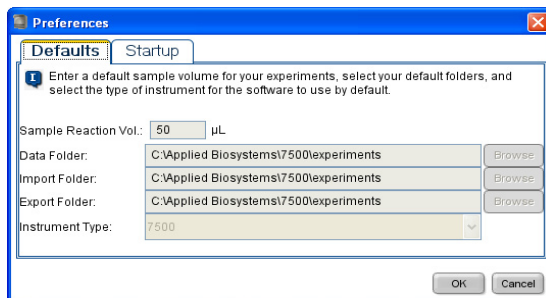 Preferences
Defaults Startup
Enter a default sample volume for your experiments, select your default folders, and
select the type of instrument for the software to use by default.
Sample Reaction Vol.: 50 µL
Data Folder: C:\Applied Biosystems\7500\experiments Browse
Import Folder: C:\Applied Biosystems\7500\experiments Browse
Export Folder: C:\Applied Biosystems\7500\experiments Browse
Instrument Type: 7500
OK Cancel